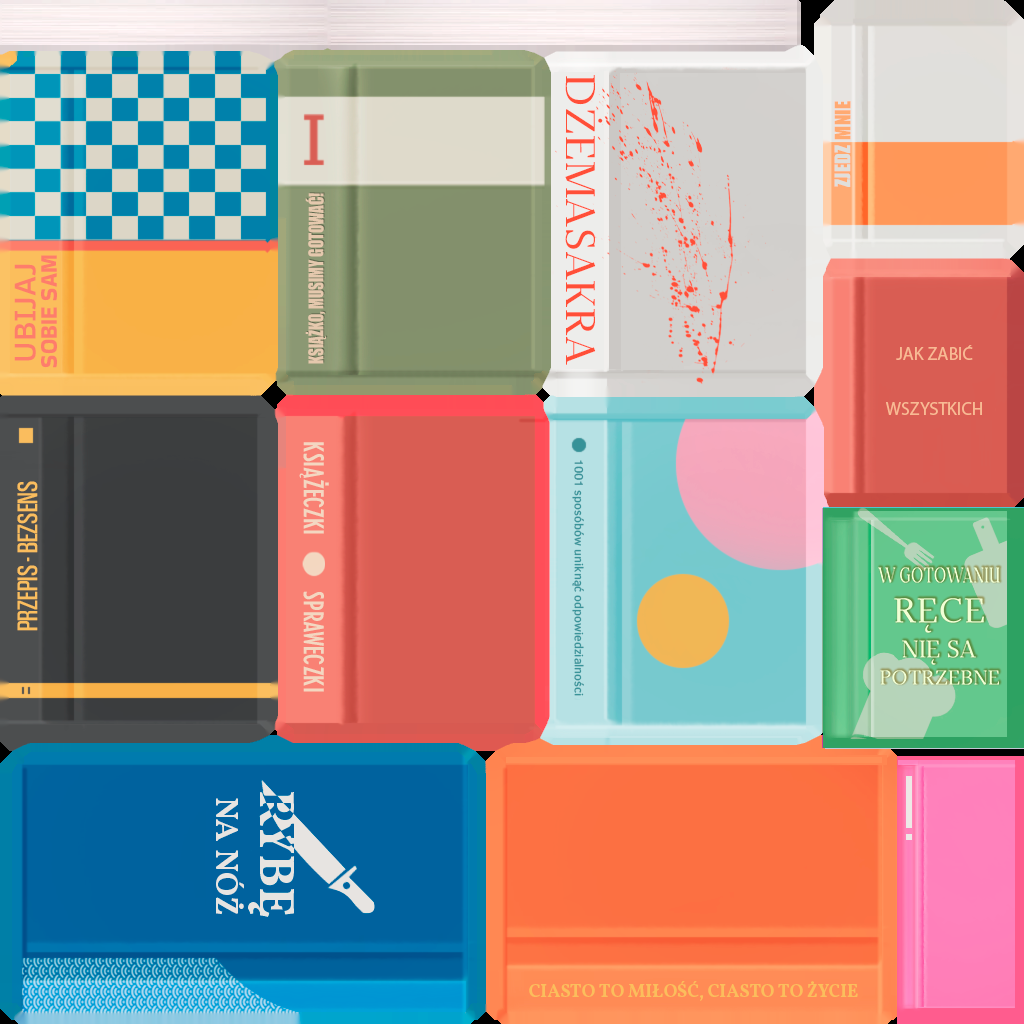 UBIJAJ
SOBIE SAM
I
KSIĄŻKO, MUSIMY GOTOWAĆ!
DŻEMASAKRA
ZJEDZ MNIE
JAK ZABIĆ
WSZYSTKICH
PRZEPIS - BEZSENS
=
KSIĄŻECZKI
SPRAWECZKI
1001 sposóbów uniknąć odpowiedzialności
W GOTOWANIU
RĘCE
NIĘ SA
POTRZEBNE
RYBĘ
NA NÓŻ
CIASTO TO MIŁOŚĆ, CIASTO TO ŻYCIE